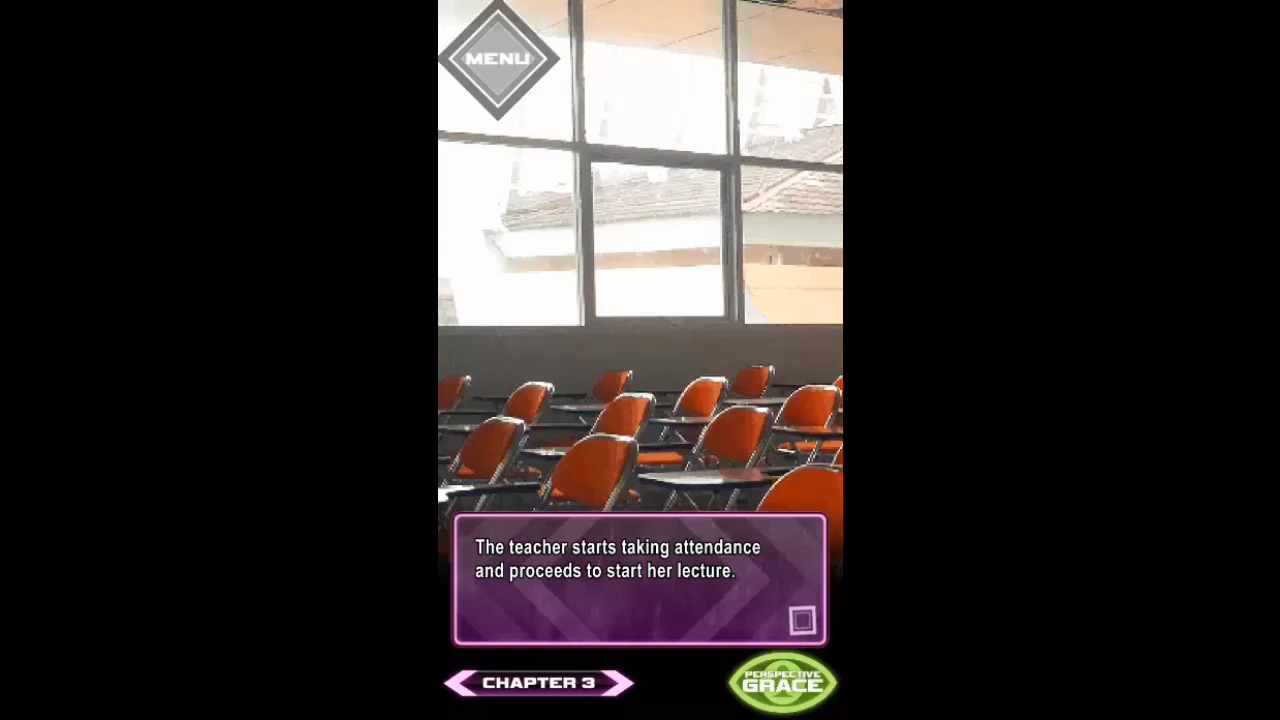 MENU
The teacher starts taking attendance
and proceeds to start her lecture.
CHAPTER 3
PERSPECTIVE
GRACE